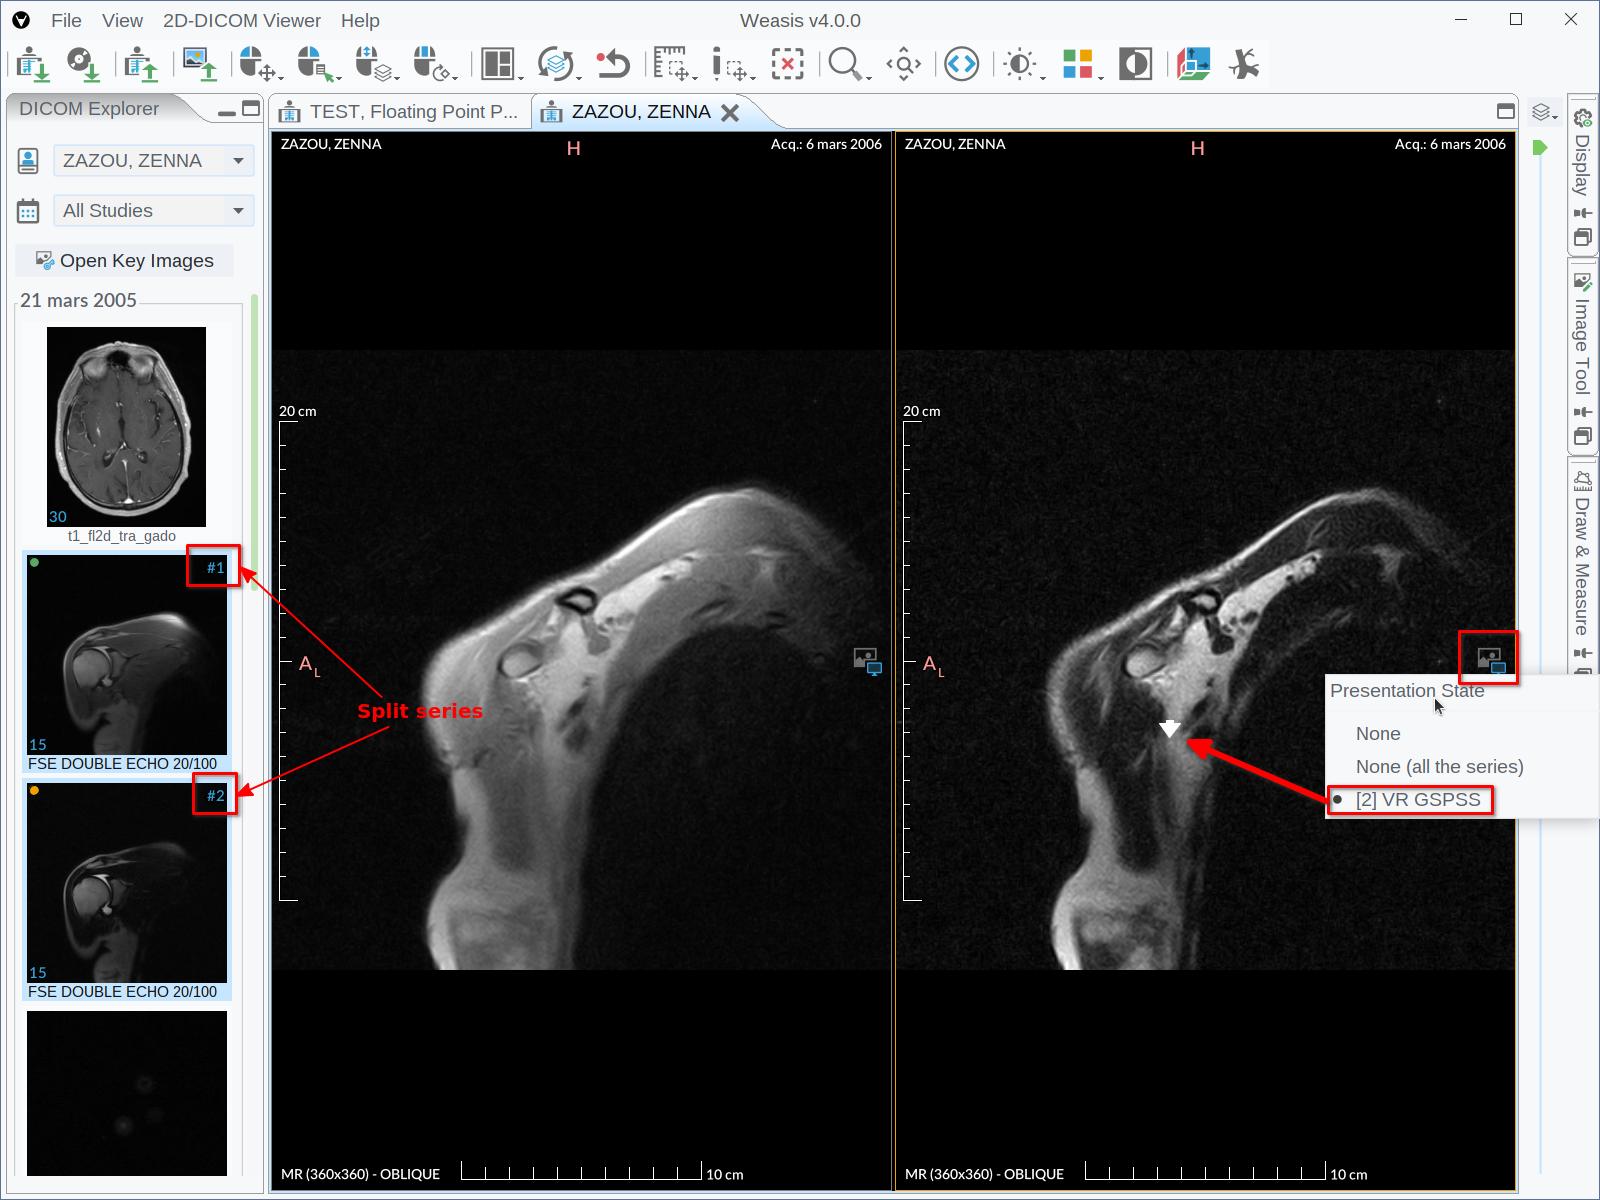 File View 2D-DICOM Viewer Help
Weasis v4.0.0
DICOM Explorer
TEST, Floating Point P...
ZAZOU, ZENNA
ZAZOU, ZENNA
All Studies
Open Key Images
21 mars 2005
30
t1_fl2d_tra_gado
#1
15
FSE DOUBLE ECHO 20/100
#2
15
FSE DOUBLE ECHO 20/100
ZAZOU, ZENNA
H
Acq.: 6 mars 2006
20 cm
A L
Split series
MR (360x360) - OBLIQUE
10 cm
ZAZOU, ZENNA
H
Acq.: 6 mars 2006
20 cm
A L
Presentation State
None
None (all the series)
[2] VR GSPSS
MR (360x360) - OBLIQUE
10 cm
Display
Image Tool
Draw & Measure